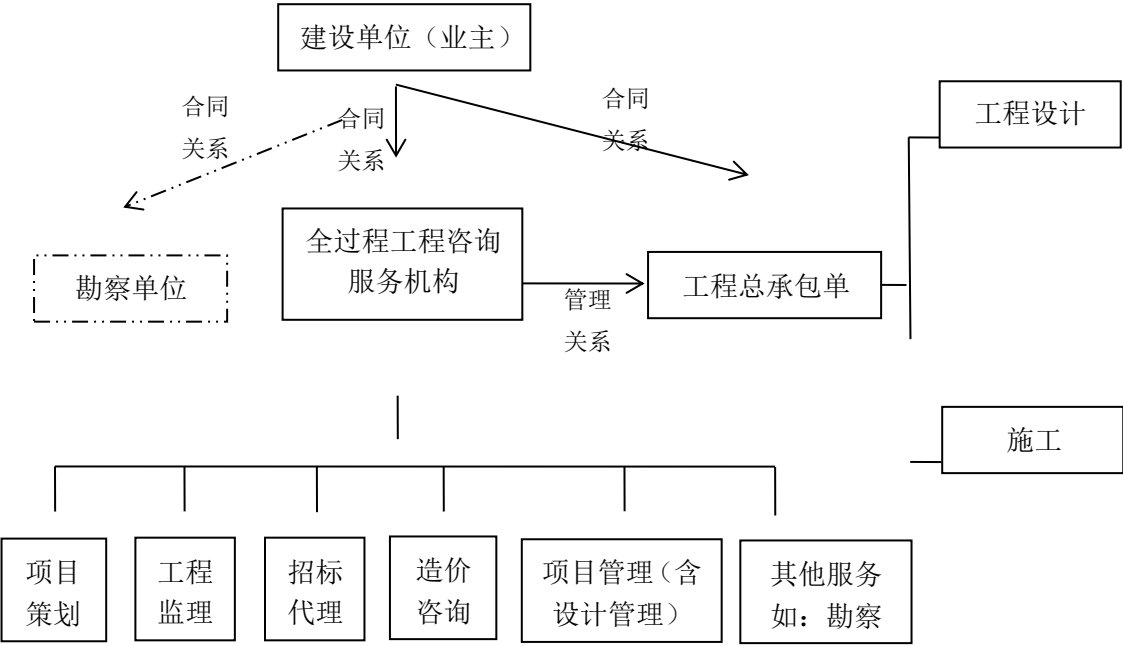 建设单位（业主）
合同
关系
合同
关系
合同
关系
工程设计
全过程工程咨询
服务机构
勘察单位
管理
关系
工程总承包单
施工
项目
策划
工程
监理
招标
代理
造价
咨询
项目管理（含
设计管理）
其他服务
如：勘察